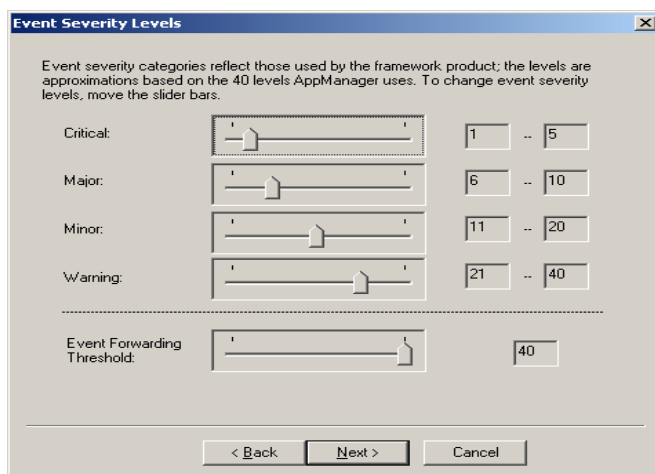 Event Severity Levels
Event severity categories reflect those used by the framework product; the levels are
approximations based on the 40 levels AppManager uses. To change event severity
levels, move the slider bars.
Critical: 1 -- 5
Major: 6 -- 10
Minor: 11 -- 20
Warning: 21 -- 40
Event Forwarding
Threshold: 40
< Back Next > Cancel